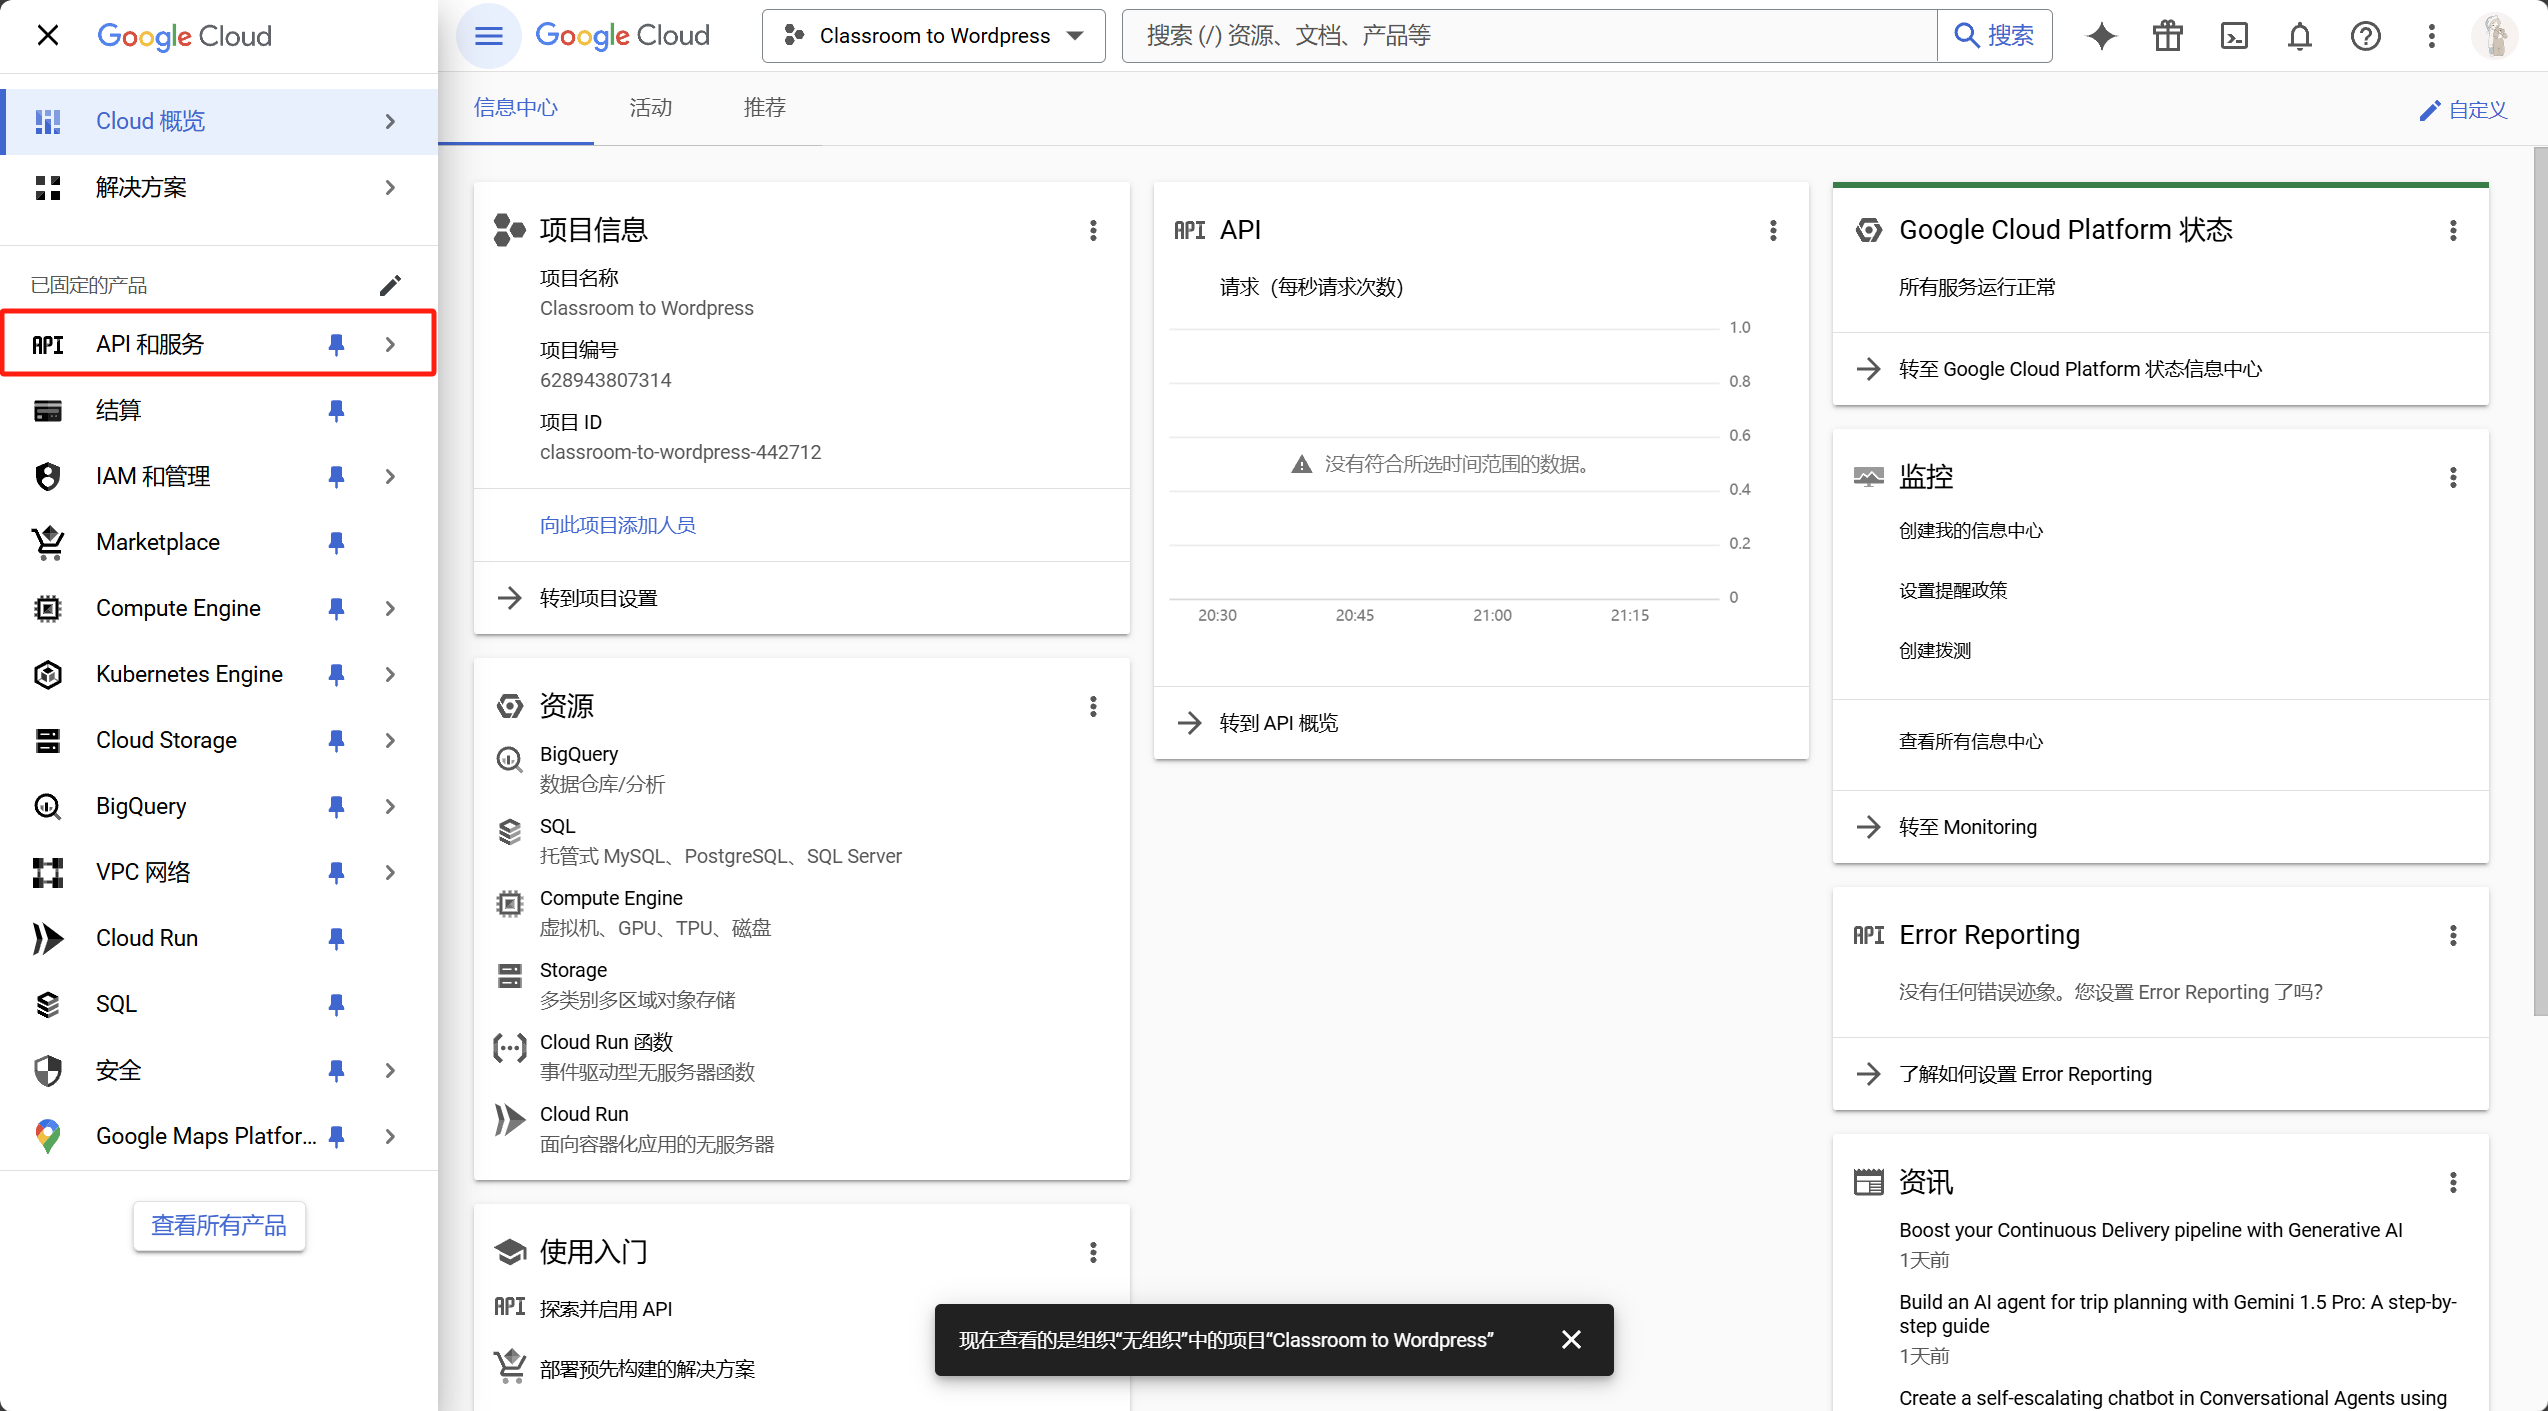 Google Cloud
Cloud 概览
解决方案
已固定的产品
API API 和服务
结算
IAM 和管理
Marketplace
Compute Engine
Kubernetes Engine
Cloud Storage
BigQuery
VPC 网络
Cloud Run
SQL
安全
Google Maps Platfor...
查看所有产品
Google Cloud
Classroom to Wordpress
搜索 (/) 资源、文档、产品等
搜索
信息中心
活动
推荐
自定义
项目信息
项目名称
Classroom to Wordpress
项目编号
628943807314
项目 ID
classroom-to-wordpress-442712
向此项目添加人员
转到项目设置
资源
BigQuery
数据仓库/分析
SQL
托管式 MySQL、PostgreSQL、SQL Server
Compute Engine
虚拟机、GPU、TPU、磁盘
Storage
多类别多区域对象存储
Cloud Run 函数
事件驱动型无服务器函数
Cloud Run
面向容器化应用的无服务器
使用入门
API 探索并启用 API
部署预先构建的解决方案
API API
请求（每秒请求次数）
1.0
0.8
0.6
没有符合所选时间范围的数据。
0.4
0.2
0
20:30 20:45 21:00 21:15
转到 API 概览
Google Cloud Platform 状态
所有服务运行正常
转至 Google Cloud Platform 状态信息中心
监控
创建我的信息中心
设置提醒政策
创建拨测
查看所有信息中心
转至 Monitoring
API Error Reporting
没有任何错误迹象。您设置 Error Reporting 了吗？
了解如何设置 Error Reporting
资讯
Boost your Continuous Delivery pipeline with Generative AI
1天前
Build an AI agent for trip planning with Gemini 1.5 Pro: A step-by-
step guide
1天前
Create a self-escalating chatbot in Conversational Agents using
现在查看的是组织“无组织”中的项目“Classroom to Wordpress”